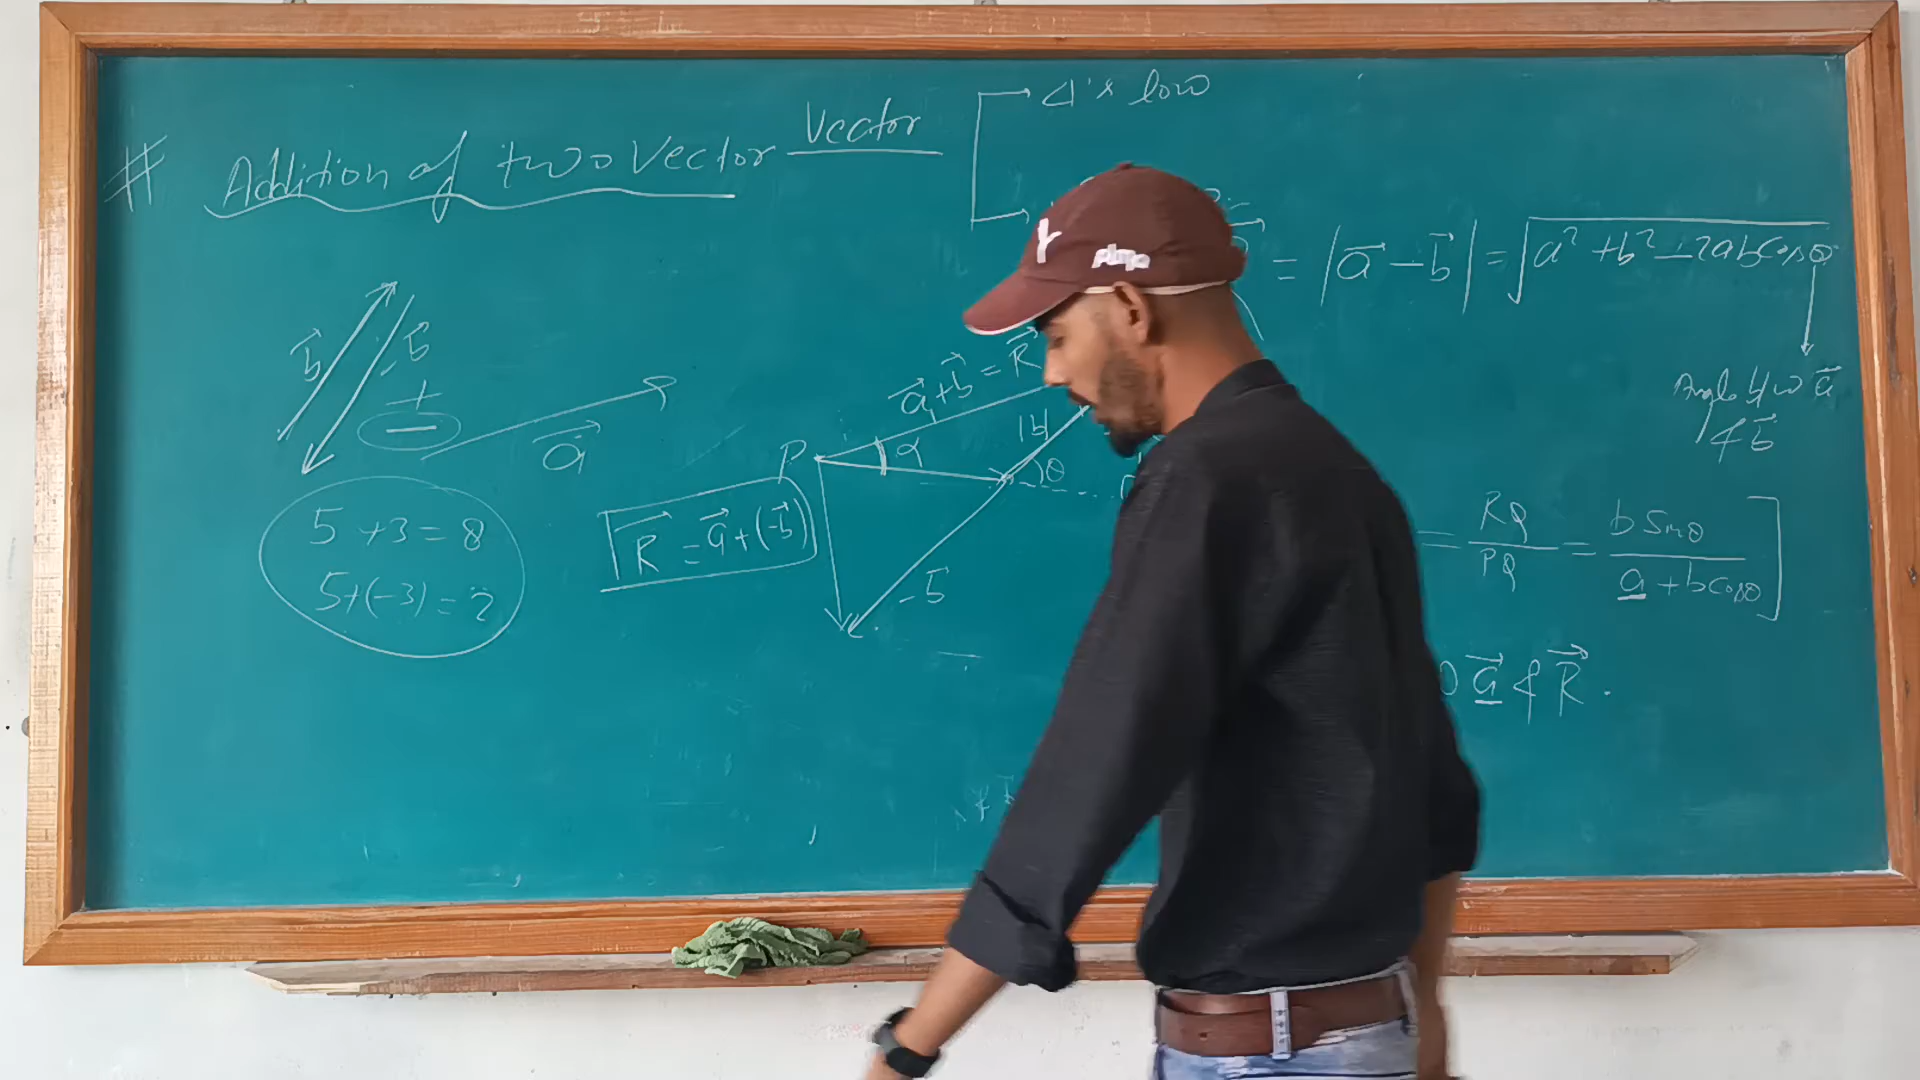 # Addition of two Vector Vector
Δ's low
= |a⃗ - b⃗| = √a² + b² - 2ab cosθ
Angle b/w a⃗
& b⃗
b⃗
-b⃗
+
-
a⃗
5 + 3 = 8
5+(-3) = 2
a⃗+b⃗ = R⃗
P
α
|b|
θ
R⃗ = a⃗+(-b⃗)
-b⃗
= RQ/PQ = b Sinθ/a + b cosθ]
a⃗ & R⃗.